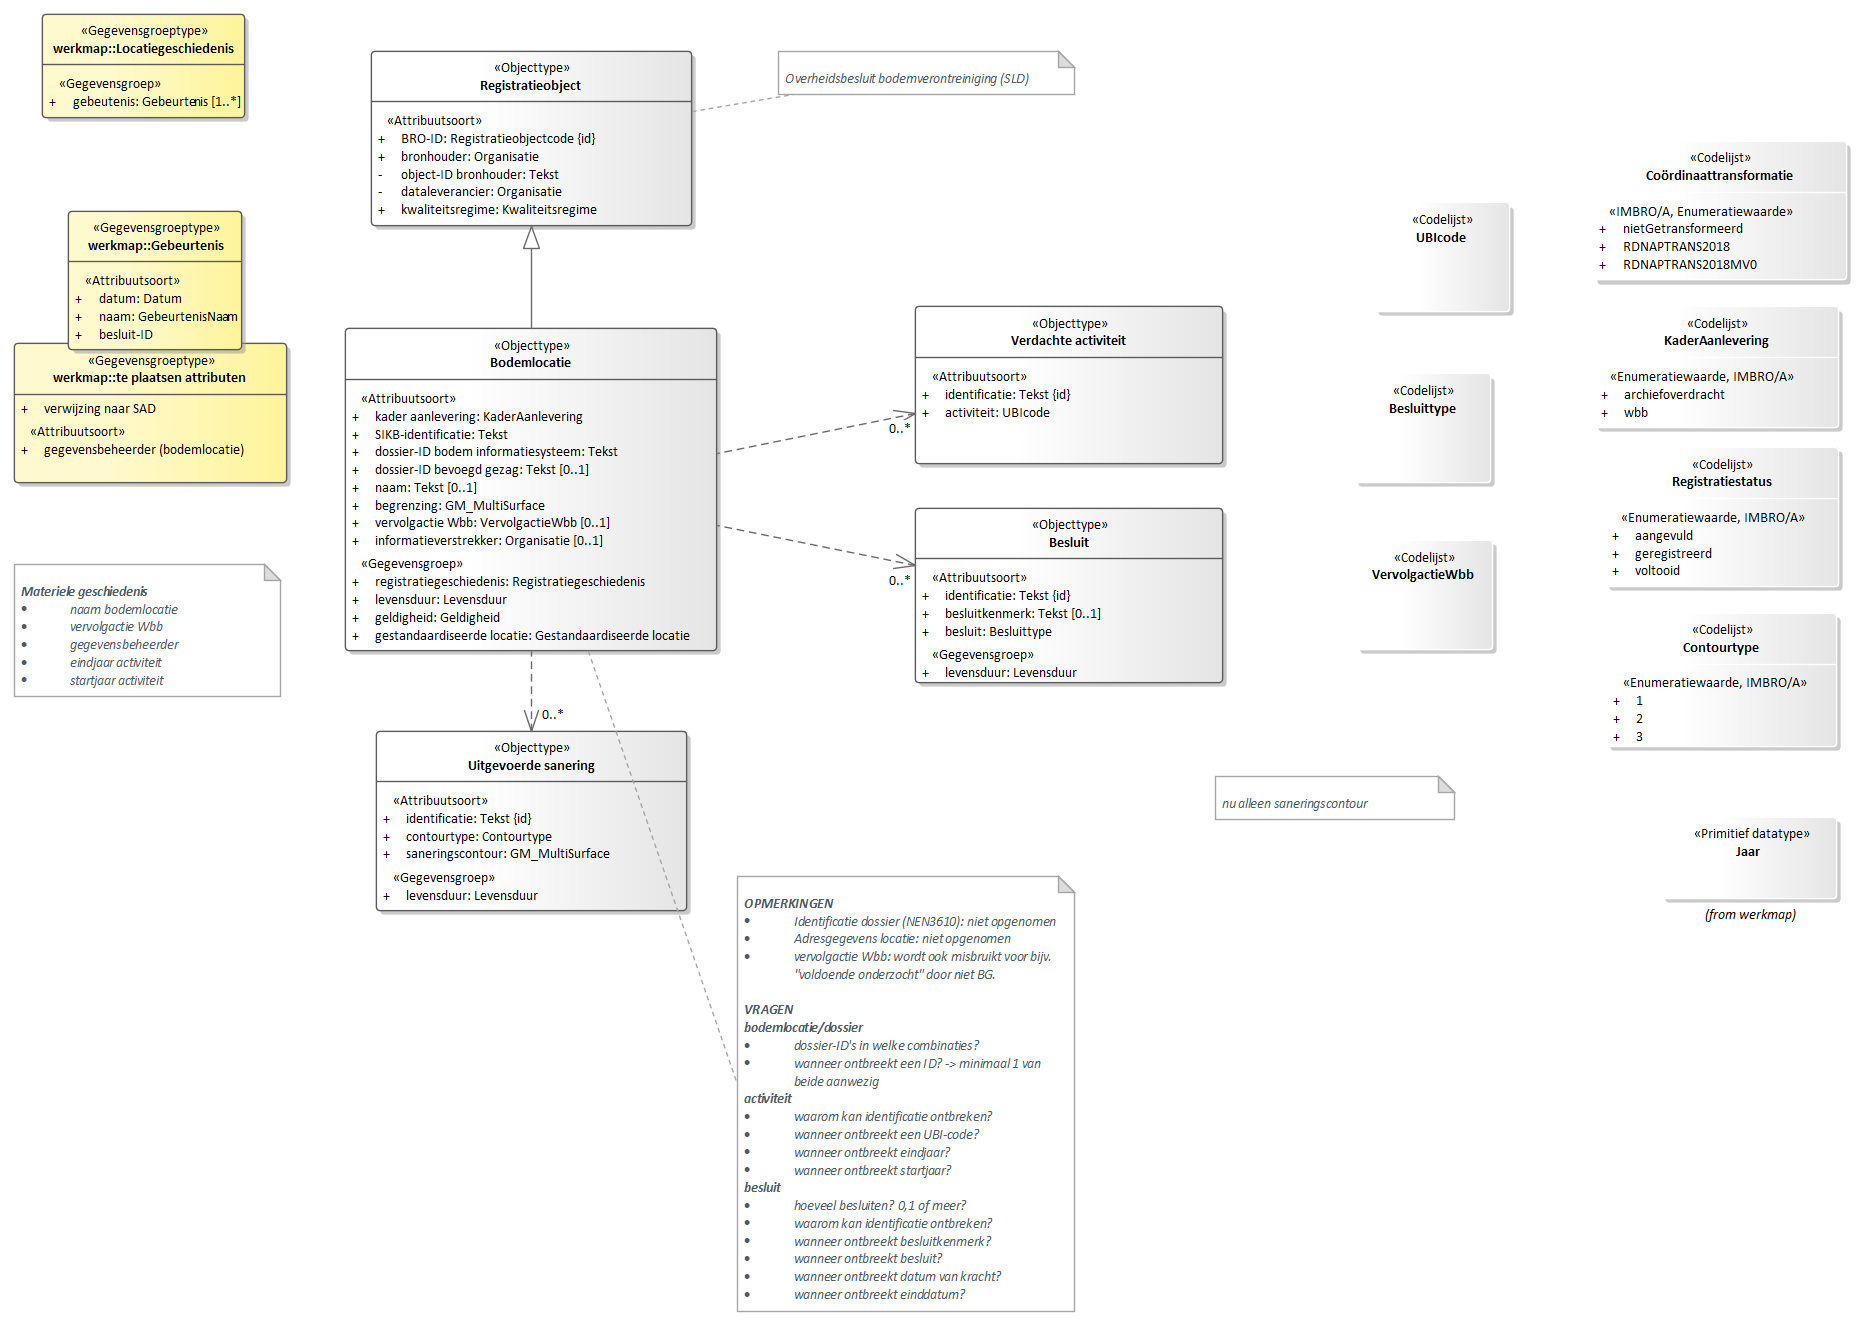 «Gegevensgroeptype»
werkmap::Locatiegeschiedenis
«Gegevensgroep»
+ gebeutenis: Gebeurtenis [1..*]
«Gegevensgroeptype»
werkmap::Gebeurtenis
«Attribuutsoort»
+ datum: Datum
+ naam: GebeurtenisNaam
+ besluit-ID
«Gegevensgroeptype»
werkmap::te plaatsen attributen
+ verwijzing naar SAD
«Attribuutsoort»
+ gegevensbeheerder (bodemlocatie)
Materiele geschiedenis
• naam bodemlocatie
• vervolgactie Wbb
• gegevensbeheerder
• eindjaar activiteit
• startjaar activiteit
«Objecttype»
Registratieobject
«Attribuutsoort»
+ BRO-ID: Registratieobjectcode {id}
+ bronhouder: Organisatie
- object-ID bronhouder: Tekst
- dataleverancier: Organisatie
+ kwaliteitsregime: Kwaliteitsregime
Overheidsbesluit bodemverontreiniging (SLD)
«Objecttype»
Bodemlocatie
«Attribuutsoort»
+ kader aanlevering: KaderAanlevering
+ SIKB-identificatie: Tekst
+ dossier-ID bodem informatiesysteem: Tekst
+ dossier-ID bevoegd gezag: Tekst [0..1]
+ naam: Tekst [0..1]
+ begrenzing: GM_MultiSurface
+ vervolgactie Wbb: VervolgactieWbb [0..1]
+ informatieverstrekker: Organisatie [0..1]
«Gegevensgroep»
+ registratiegeschiedenis: Registratiegeschiedenis
+ levensduur: Levensduur
+ geldigheid: Geldigheid
+ gestandaardiseerde locatie: Gestandaardiseerde locatie
0..*
0..*
0..*
«Objecttype»
Verdachte activiteit
«Attribuutsoort»
+ identificatie: Tekst {id}
+ activiteit: UBIcode
«Objecttype»
Besluit
«Attribuutsoort»
+ identificatie: Tekst {id}
+ besluitkenmerk: Tekst [0..1]
+ besluit: Besluittype
«Gegevensgroep»
+ levensduur: Levensduur
«Objecttype»
Uitgevoerde sanering
«Attribuutsoort»
+ identificatie: Tekst {id}
+ contourtype: Contourtype
+ saneringscontour: GM_MultiSurface
«Gegevensgroep»
+ levensduur: Levensduur
OPMERKINGEN
• Identificatie dossier (NEN3610): niet opgenomen
• Adresgegevens locatie: niet opgenomen
• vervolgactie Wbb: wordt ook misbruikt voor bijv.
"voldoende onderzocht" door niet BG.
VRAGEN
bodemlocatie/dossier
• dossier-ID's in welke combinaties?
• wanneer ontbreekt een ID? -> minimaal 1 van
beide aanwezig
activiteit
• waarom kan identificatie ontbreken?
• wanneer ontbreekt een UBI-code?
• wanneer ontbreekt eindjaar?
• wanneer ontbreekt startjaar?
besluit
• hoeveel besluiten? 0,1 of meer?
• waarom kan identificatie ontbreken?
• wanneer ontbreekt besluitkenmerk?
• wanneer ontbreekt besluit?
• wanneer ontbreekt datum van kracht?
• wanneer ontbreekt einddatum?
«Codelijst»
UBIcode
«Codelijst»
Besluittype
«Codelijst»
VervolgactieWbb
nu alleen saneringscontour
«Codelijst»
Coördinaattransformatie
«IMBRO/A, Enumeratiewaarde»
+ nietGetransformeerd
+ RDNAPTRANS2018
+ RDNAPTRANS2018MV0
«Codelijst»
KaderAanlevering
«Enumeratiewaarde, IMBRO/A»
+ archiefoverdracht
+ wbb
«Codelijst»
Registratiestatus
«Enumeratiewaarde, IMBRO/A»
+ aangevuld
+ geregistreerd
+ voltooid
«Codelijst»
Contourtype
«Enumeratiewaarde, IMBRO/A»
+ 1
+ 2
+ 3
«Primitief datatype»
Jaar
(from werkmap)